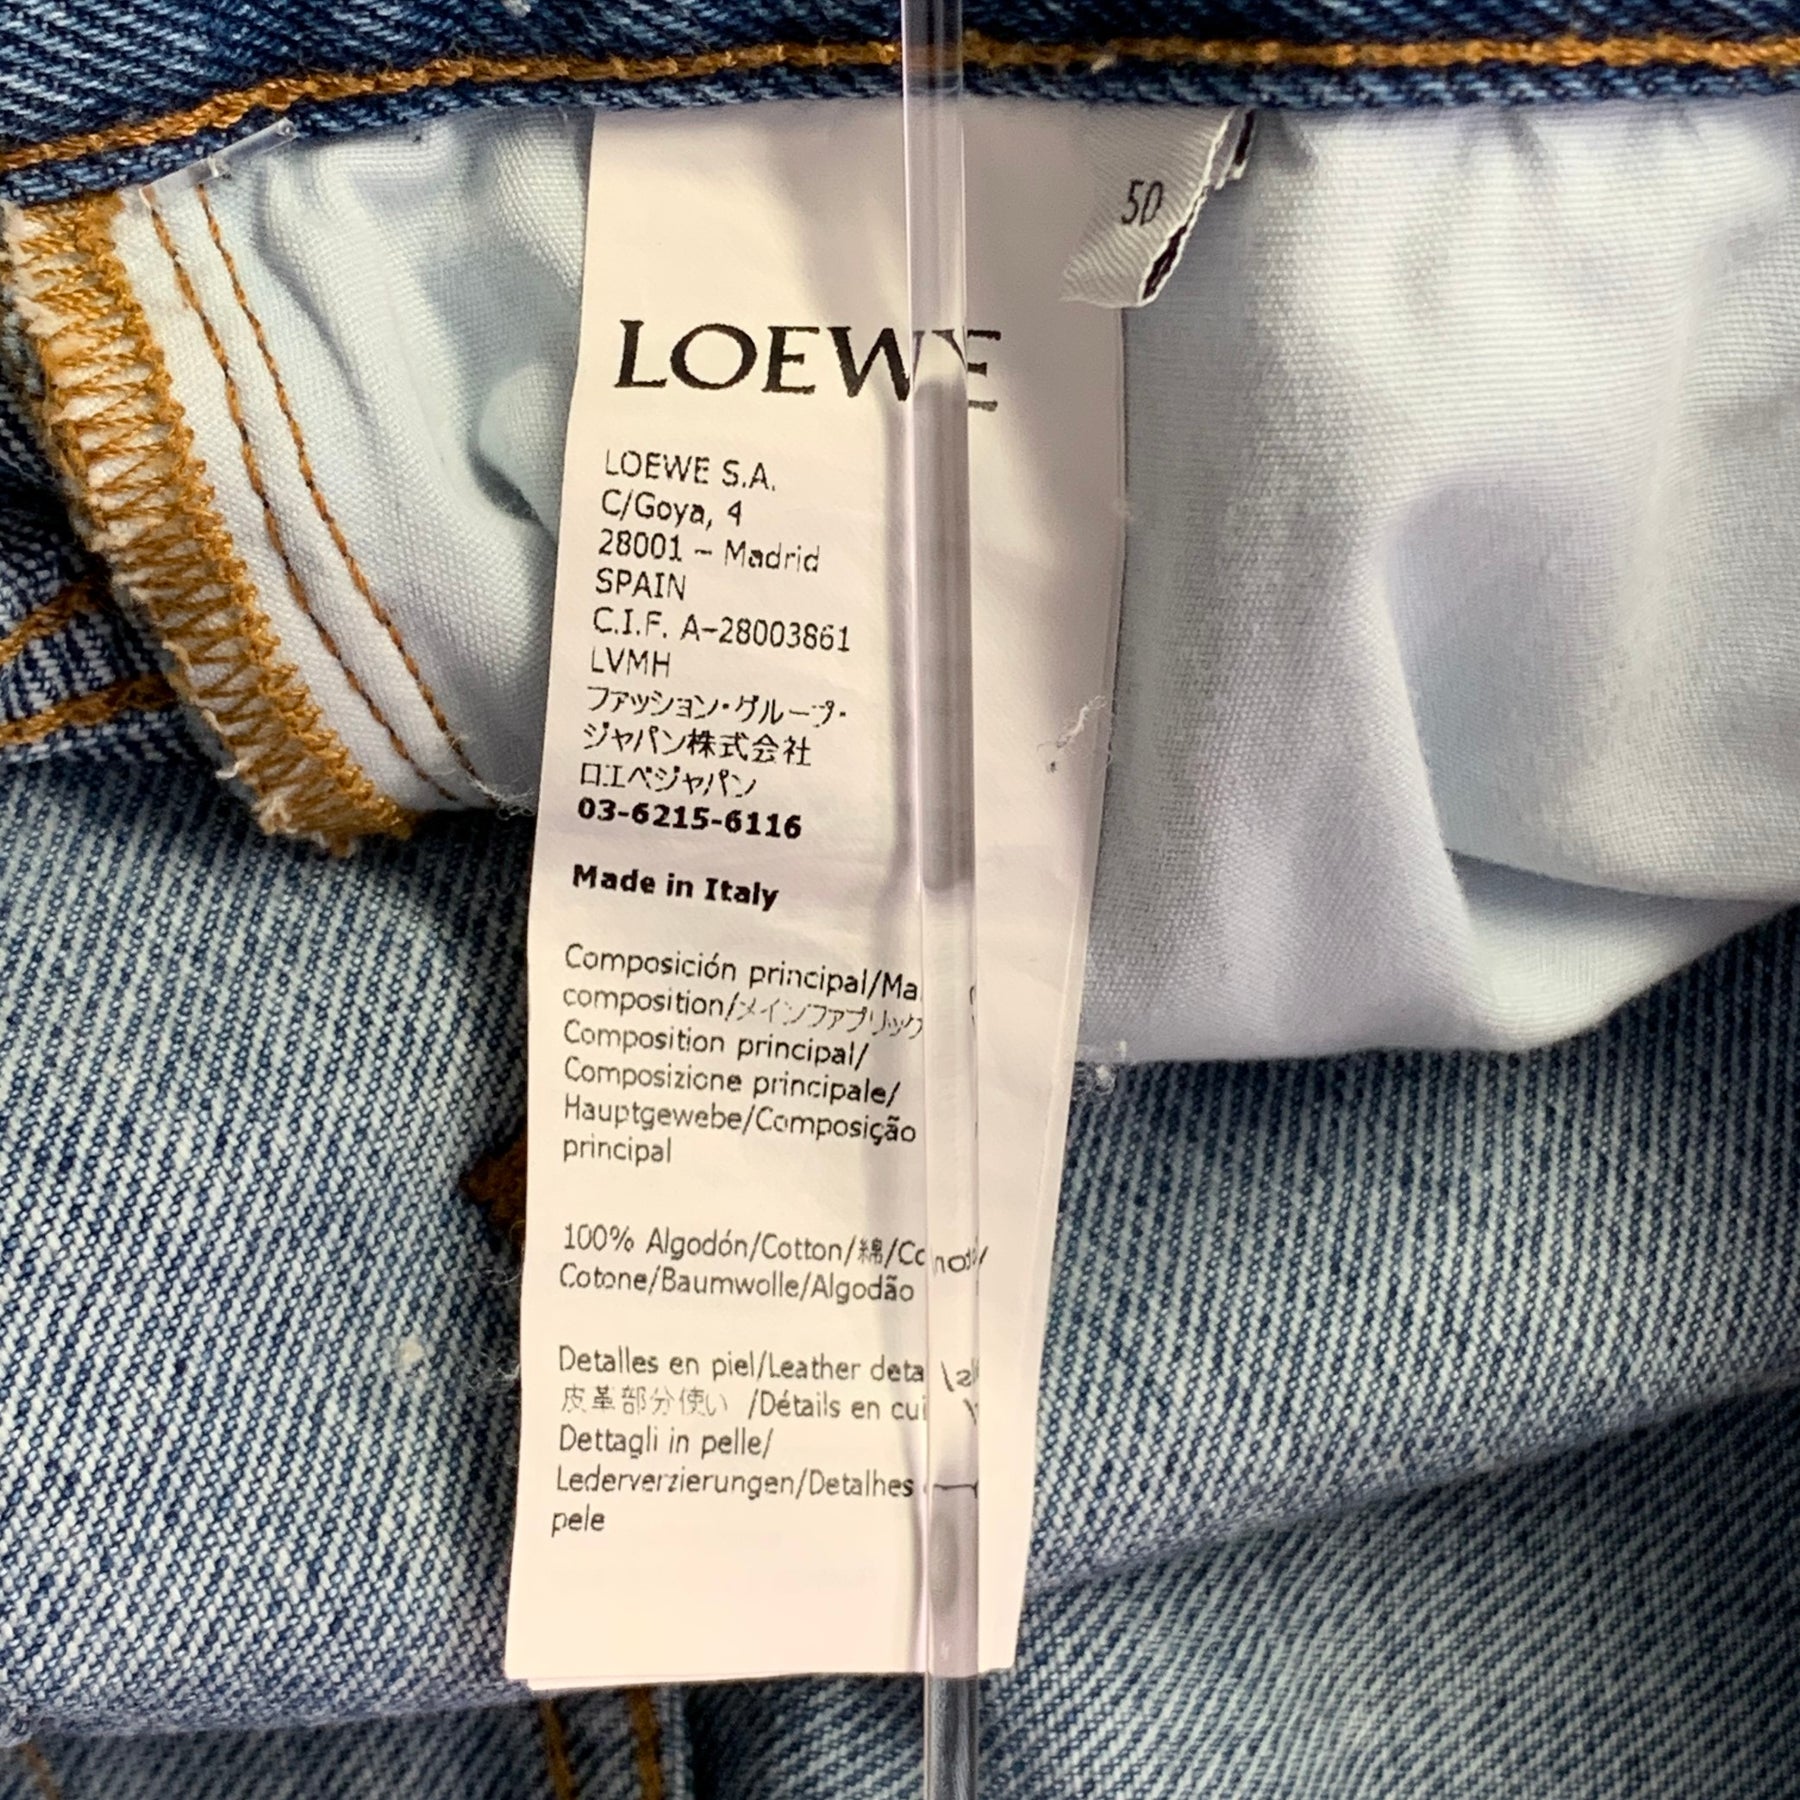 50
LOEWE
LOEWE S.A.
C/Goya, 4
28001 – Madrid
SPAIN
C.I.F. A-28003861
LVMH
ファッション・グループ・
ジャパン株式会社
ロエベジャパン
03-6215-6116
Made in Italy
Composición principal/
composition/メインファブリック
Composition principal/
Composizione principale/
Hauptgewebe/Composição
principal
100% Algodón/Cotton/綿/
Cotone/Baumwolle/Algodão
Detalles en piel/Leather
皮革部分使い /Détails en
Dettagli in pelle/
Lederverzierungen/Detalhes
pele